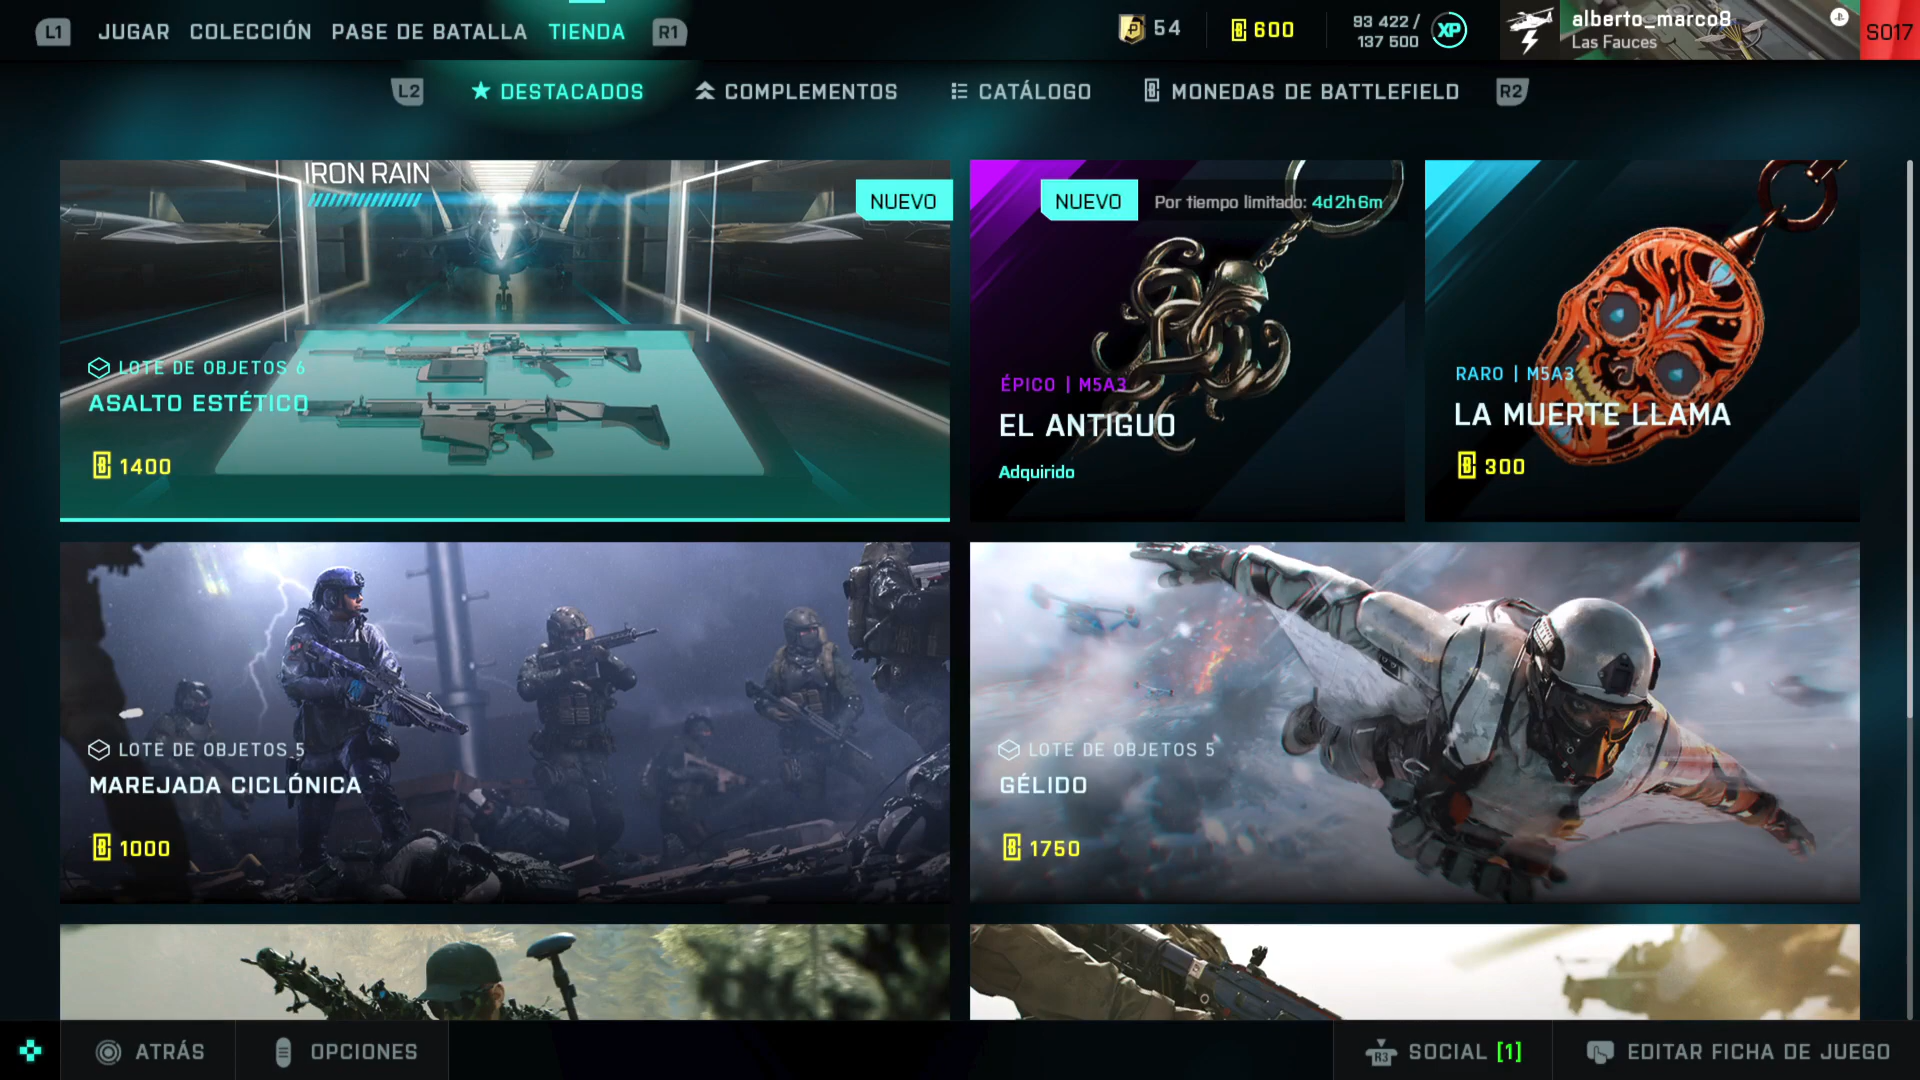 L1 JUGAR COLECCIÓN PASE DE BATALLA TIENDA R1
54
600
93 422 /
137 500
XP
alberto_marco8
Las Fauces
S017
L2 DESTACADOS COMPLEMENTOS CATÁLOGO MONEDAS DE BATTLEFIELD R2
IRON RAIN
NUEVO
LOTE DE OBJETOS 6
ASALTO ESTÉTICO
1400
NUEVO
Por tiempo limitado: 4d 2h 6m
ÉPICO | M5A3
EL ANTIGUO
Adquirido
RARO | M5A3
LA MUERTE LLAMA
300
LOTE DE OBJETOS 5
MAREJADA CICLÓNICA
1000
LOTE DE OBJETOS 5
GÉLIDO
1750
ATRÁS
OPCIONES
R3 SOCIAL [1]
EDITAR FICHA DE JUEGO